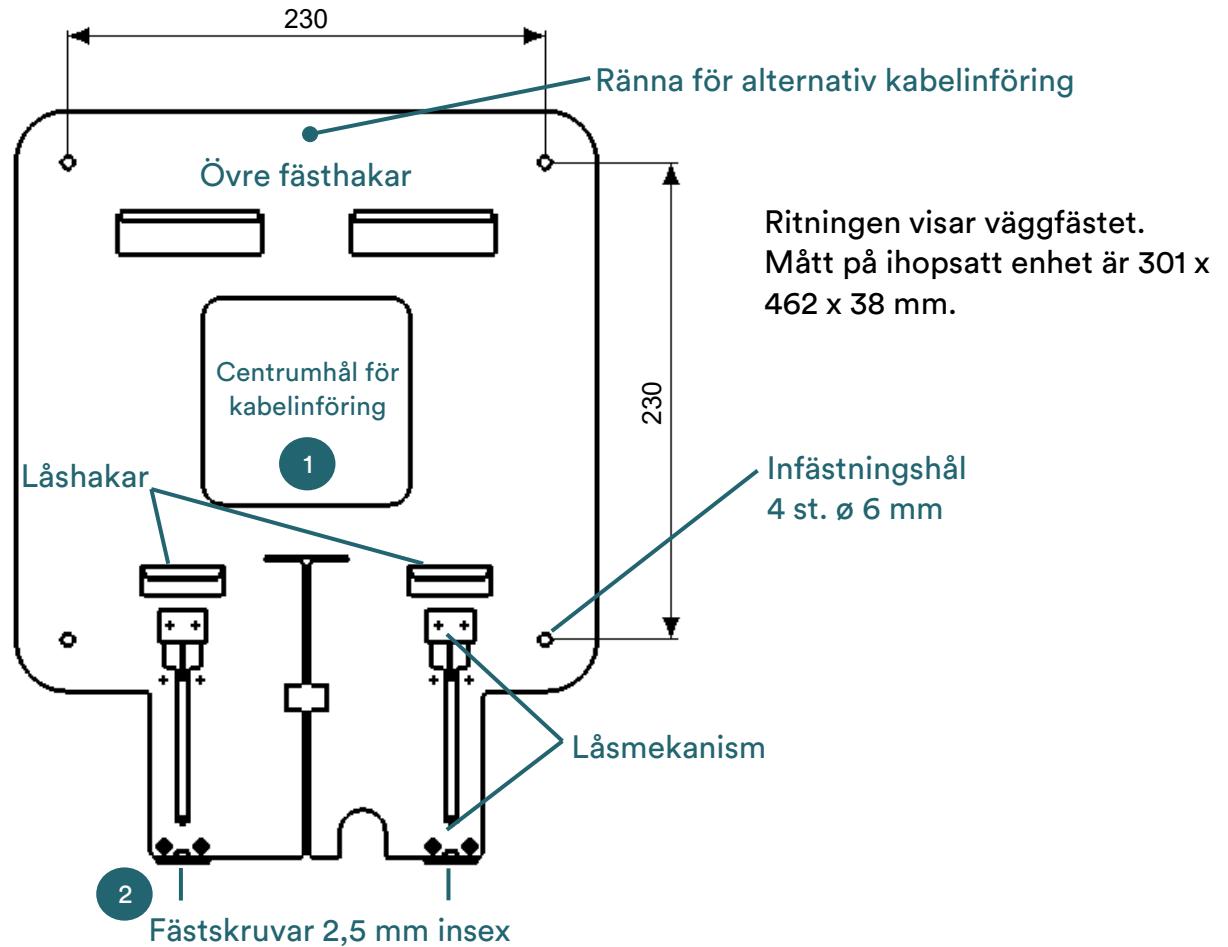 230
Ränna för alternativ kabelinföring
Övre fästhakar
Ritningen visar väggfästet.
Mått på ihopsatt enhet är 301 x
462 x 38 mm.
Centrumhål för
kabelinföring
1
230
Låshakar
Infästningshål
4 st. ø 6 mm
Låsmekanism
2
Fästskruvar 2,5 mm insex